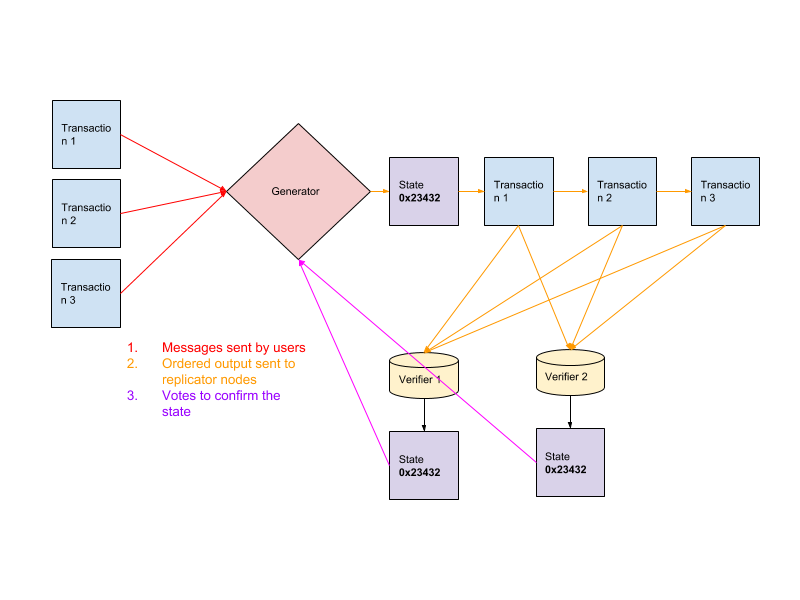 Transactio
n 1
Transactio
n 2
Transactio
n 3
Generator
State
0x23432
Transactio
n 1
Transactio
n 2
Transactio
n 3
1. Messages sent by users
2. Ordered output sent to
replicator nodes
3. Votes to confirm the
state
Verifier 1
Verifier 2
State
0x23432
State
0x23432